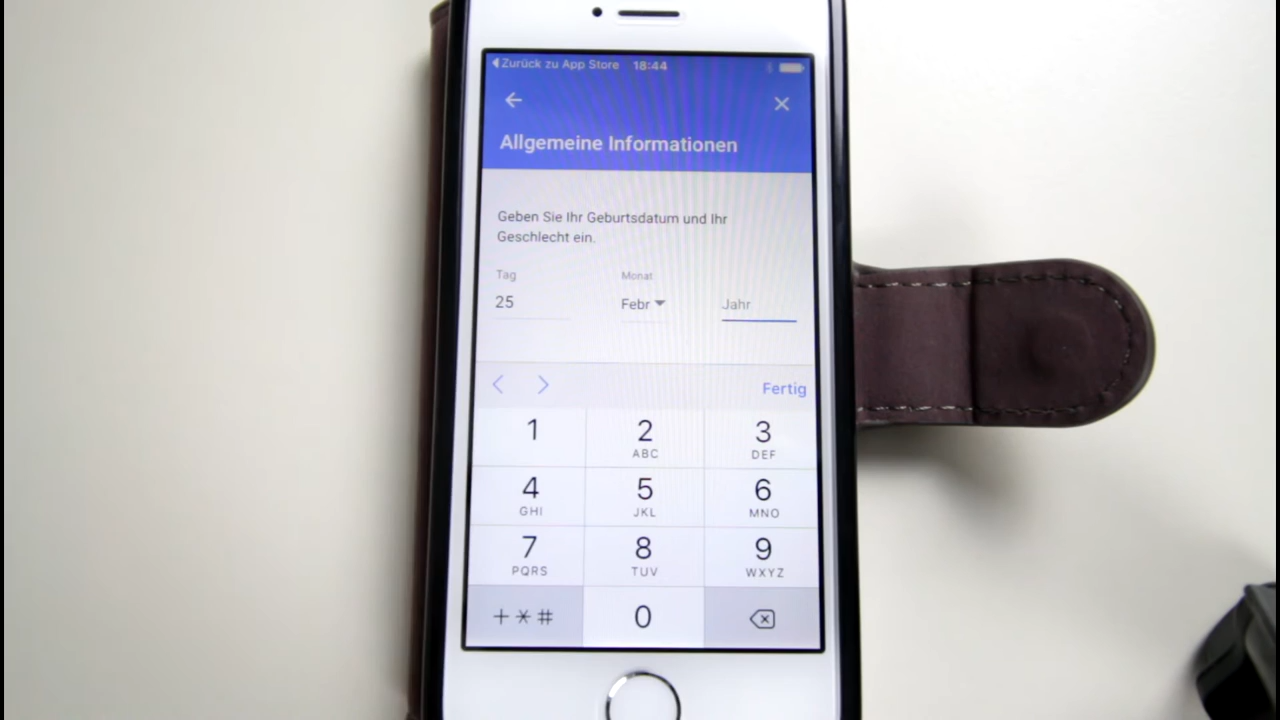 Zurück zu App Store 18:44
Allgemeine Informationen
Geben Sie Ihr Geburtsdatum und Ihr
Geschlecht ein.
Tag Monat
25 Febr Jahr
Fertig
1 2 3
ABC DEF
4 5 6
GHI JKL MNO
7 8 9
PQRS TUV WXYZ
+*# 0